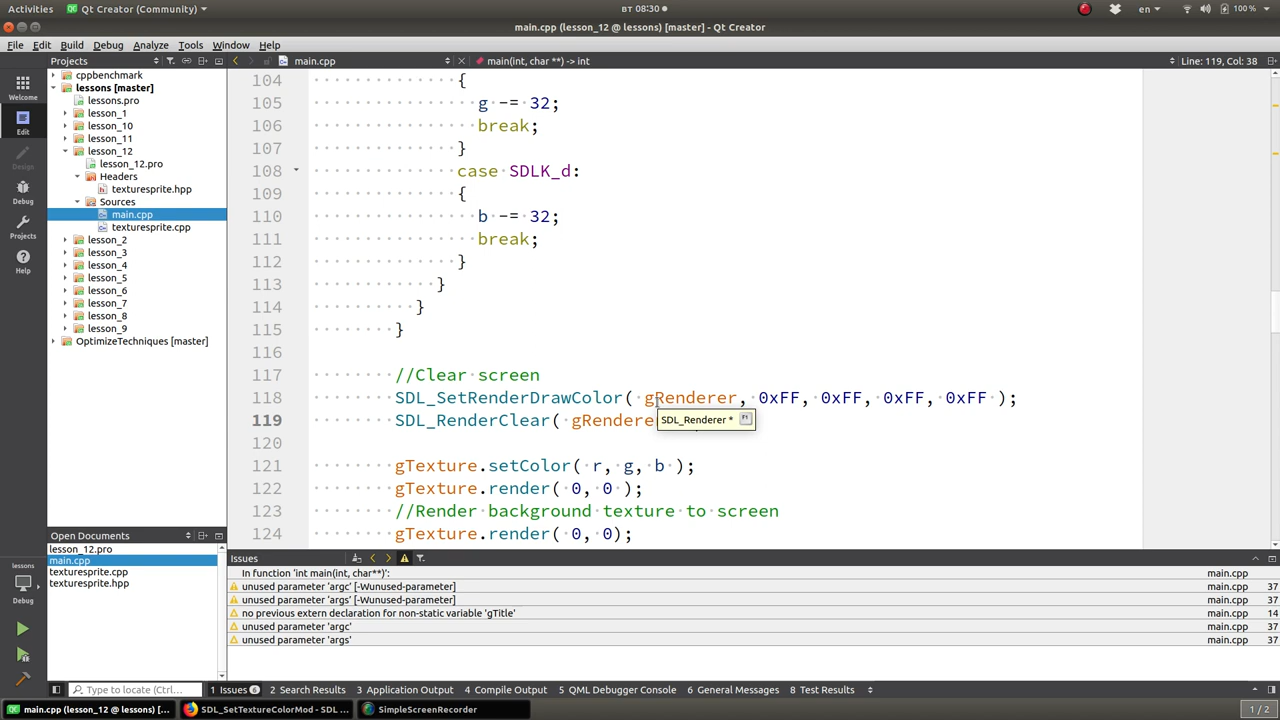 Activities
Qt Creator (Community)
вт 08:30
en
100 %
main.cpp (lesson_12 @ lessons) [master] - Qt Creator
File Edit Build Debug Analyze Tools Window Help
Projects
main.cpp
main(int, char **) -> int
Line: 119, Col: 38
Welcome
Edit
Design
Debug
Projects
Help
cppbenchmark
lessons [master]
lessons.pro
lesson_1
lesson_10
lesson_11
lesson_12
lesson_12.pro
Headers
texturesprite.hpp
Sources
main.cpp
texturesprite.cpp
lesson_2
lesson_3
lesson_4
lesson_5
lesson_6
lesson_7
lesson_8
lesson_9
OptimizeTechniques [master]
104 {
105 g -= 32;
106 break;
107 }
108 case SDLK_d:
109 {
110 b -= 32;
111 break;
112 }
113 }
114 }
115 }
116
117 //Clear screen
118 SDL_SetRenderDrawColor( gRenderer, 0xFF, 0xFF, 0xFF, 0xFF );
119 SDL_RenderClear( gRendere
SDL_Renderer *
120
121 gTexture.setColor( r, g, b );
122 gTexture.render( 0, 0 );
123 //Render background texture to screen
124 gTexture.render( 0, 0);
Open Documents
lesson_12.pro
main.cpp
texturesprite.cpp
texturesprite.hpp
lessons
Debug
Issues
In function 'int main(int, char**)': main.cpp
unused parameter 'argc' [-Wunused-parameter] main.cpp 37
unused parameter 'args' [-Wunused-parameter] main.cpp 37
no previous extern declaration for non-static variable 'gTitle' main.cpp 14
unused parameter 'argc' main.cpp 37
unused parameter 'args' main.cpp 37
Type to locate (Ctrl+...
1 Issues 6
2 Search Results
3 Application Output
4 Compile Output
5 QML Debugger Console
6 General Messages
8 Test Results
main.cpp (lesson_12 @ lessons) [...
SDL_SetTextureColorMod - SDL ...
SimpleScreenRecorder
1 / 2